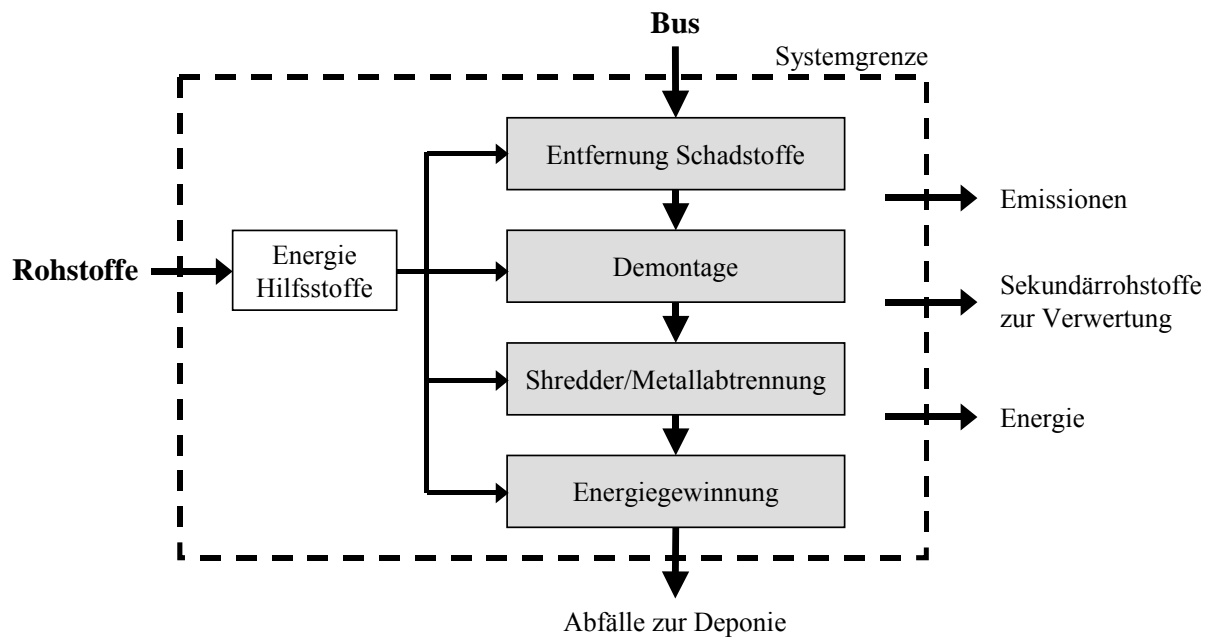 Bus
Systemgrenze
Entfernung Schadstoffe
Emissionen
Rohstoffe
Energie
Hilfsstoffe
Demontage
Sekundärrohstoffe
zur Verwertung
Shredder/Metallabtrennung
Energie
Energiegewinnung
Abfälle zur Deponie